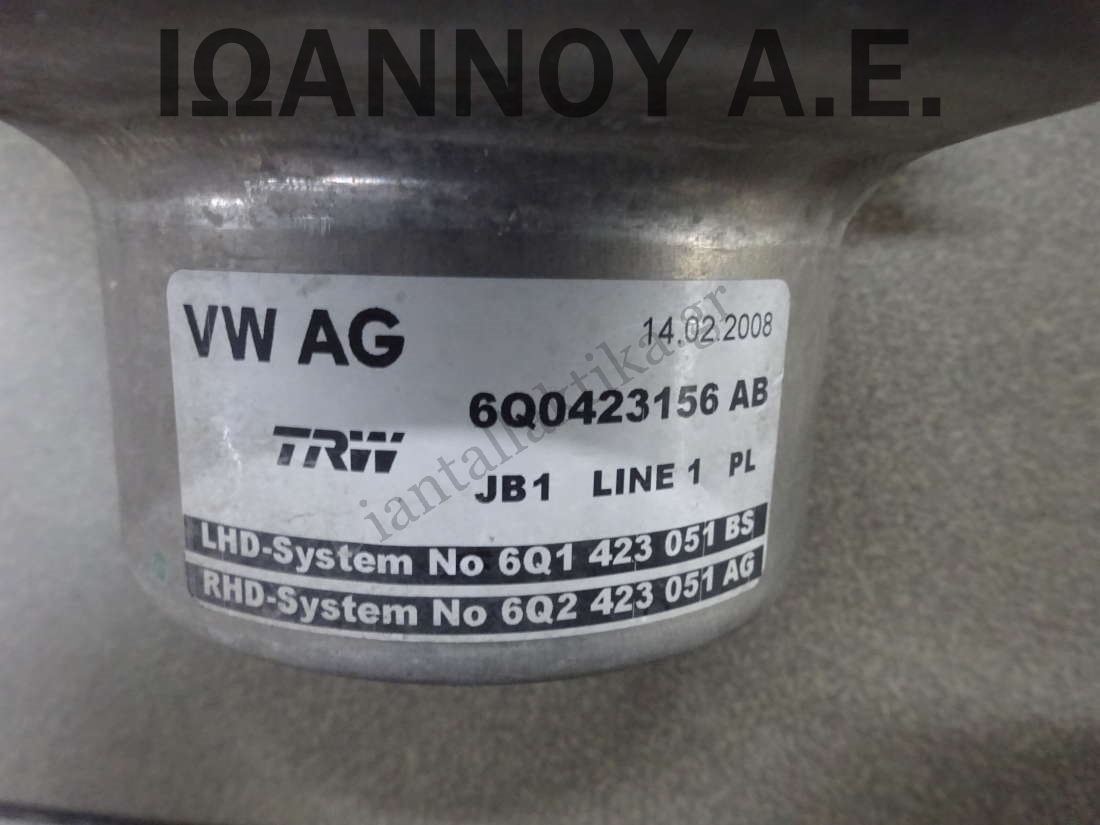 ΙΩΑΝΝΟΥ Α.Ε.
VW AG 14.02.2008
6Q0423156 AB
TRW
JB1 LINE 1 PL
iantallaktika.gr
LHD-System No 6Q1 423 051 BS
RHD-System No 6Q2 423 051 AG